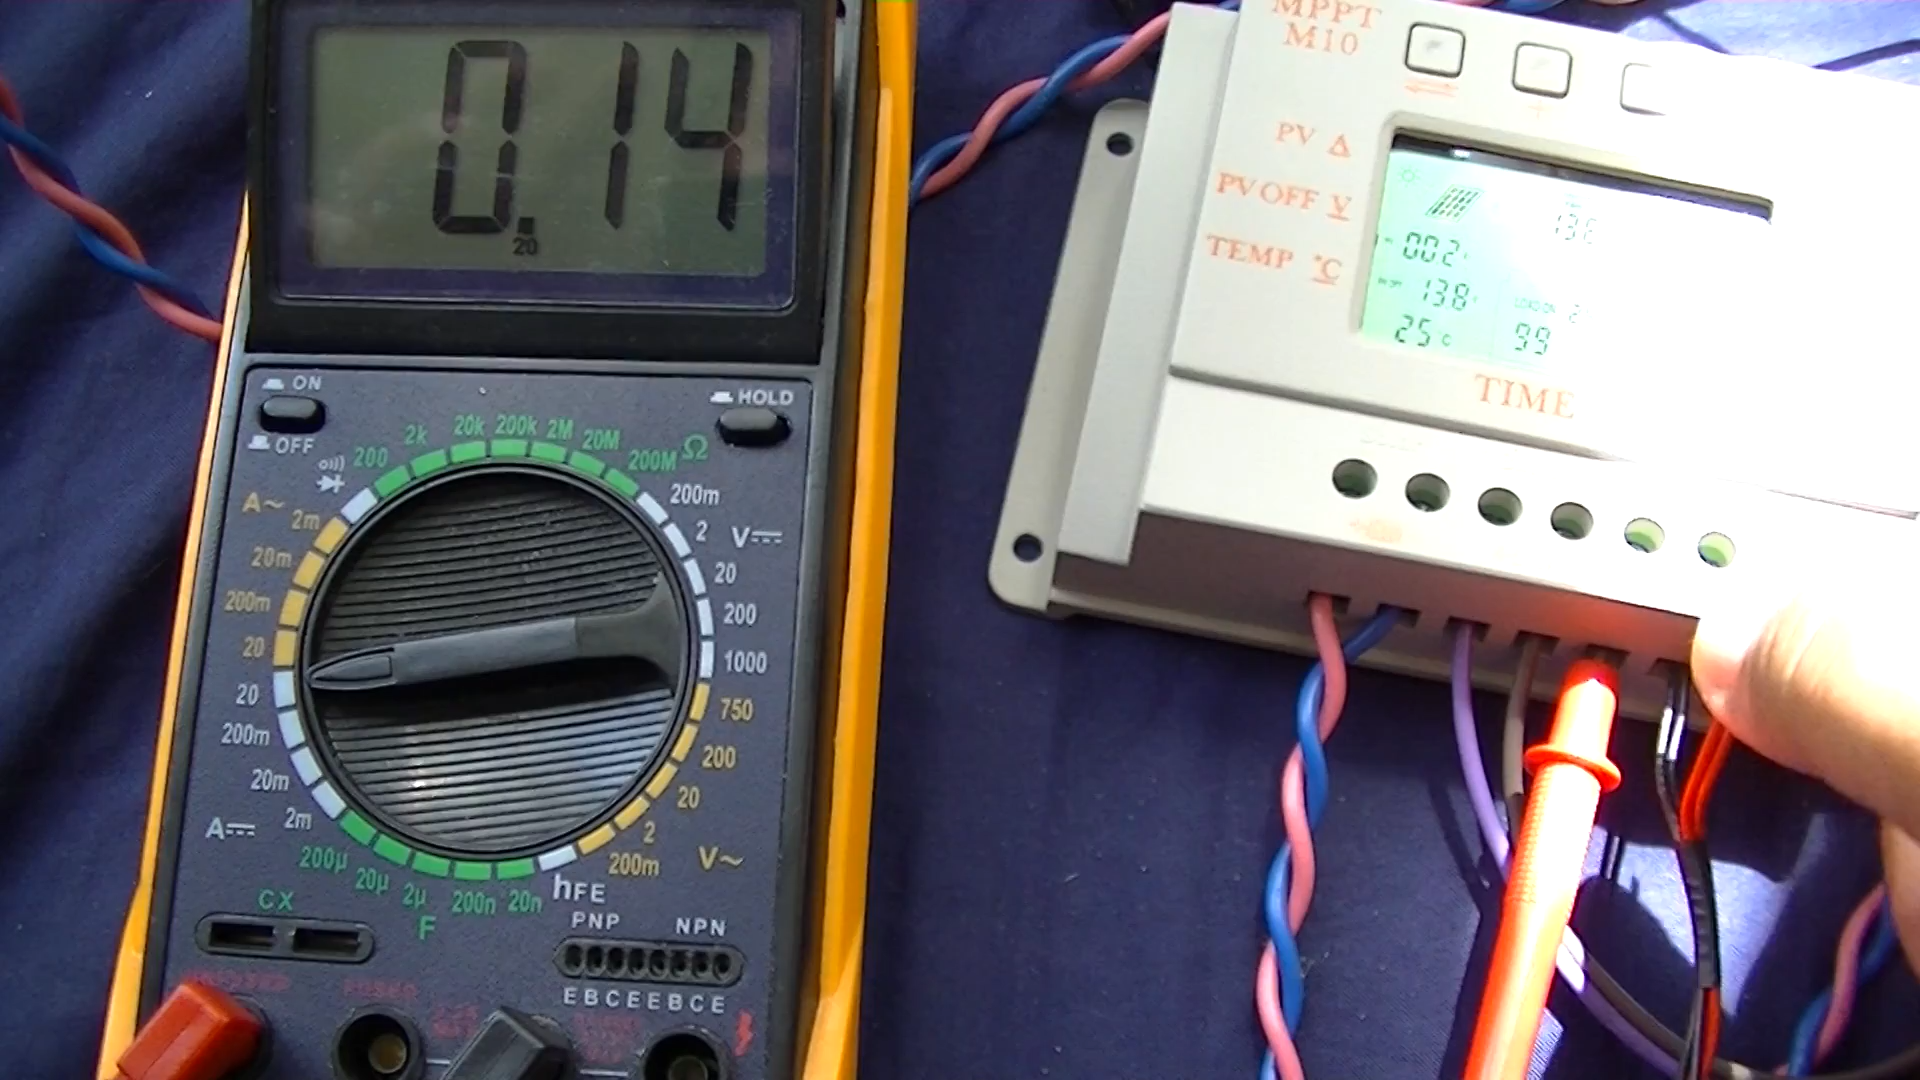 0.14
20
ON
OFF
HOLD
200
2k
20k
200k
2M
20M
200M
Ω
A~
2m
20m
200m
20
20
200m
20m
2m
A
200m
2
20
200
1000
V
750
200
20
2
200m
V~
200µ
20µ
2µ
200n
20n
F
CX
hFE
PNP
NPN
EBCEEBCE
MPPT
M10
PV Δ
PV OFF V
TEMP °C
002
138
25 C
LOAD ON
99
TIME